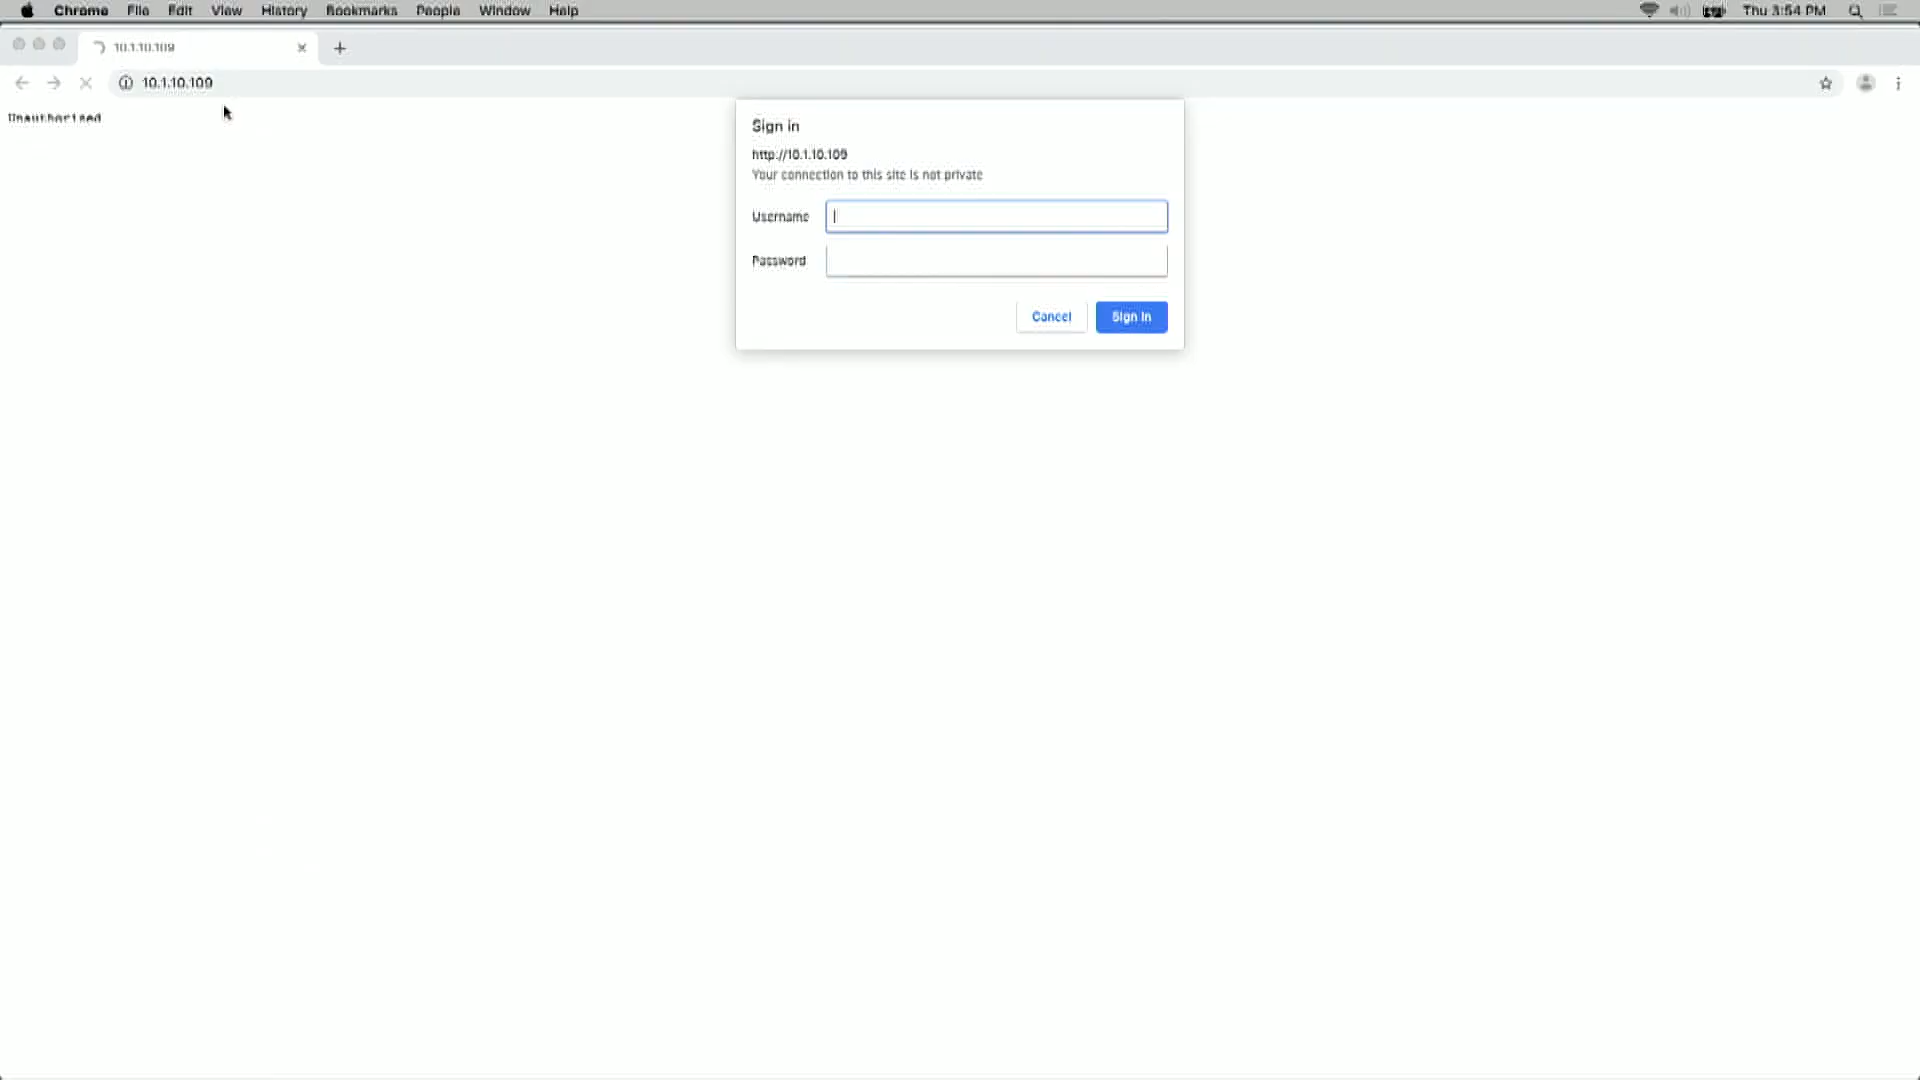 Chrome File Edit View History Bookmarks People Window Help Thu 3:54 PM
10.1.10.109
10.1.10.109
Unauthorized
Sign in
http://10.1.10.109
Your connection to this site is not private
Username
Password
Cancel Sign In